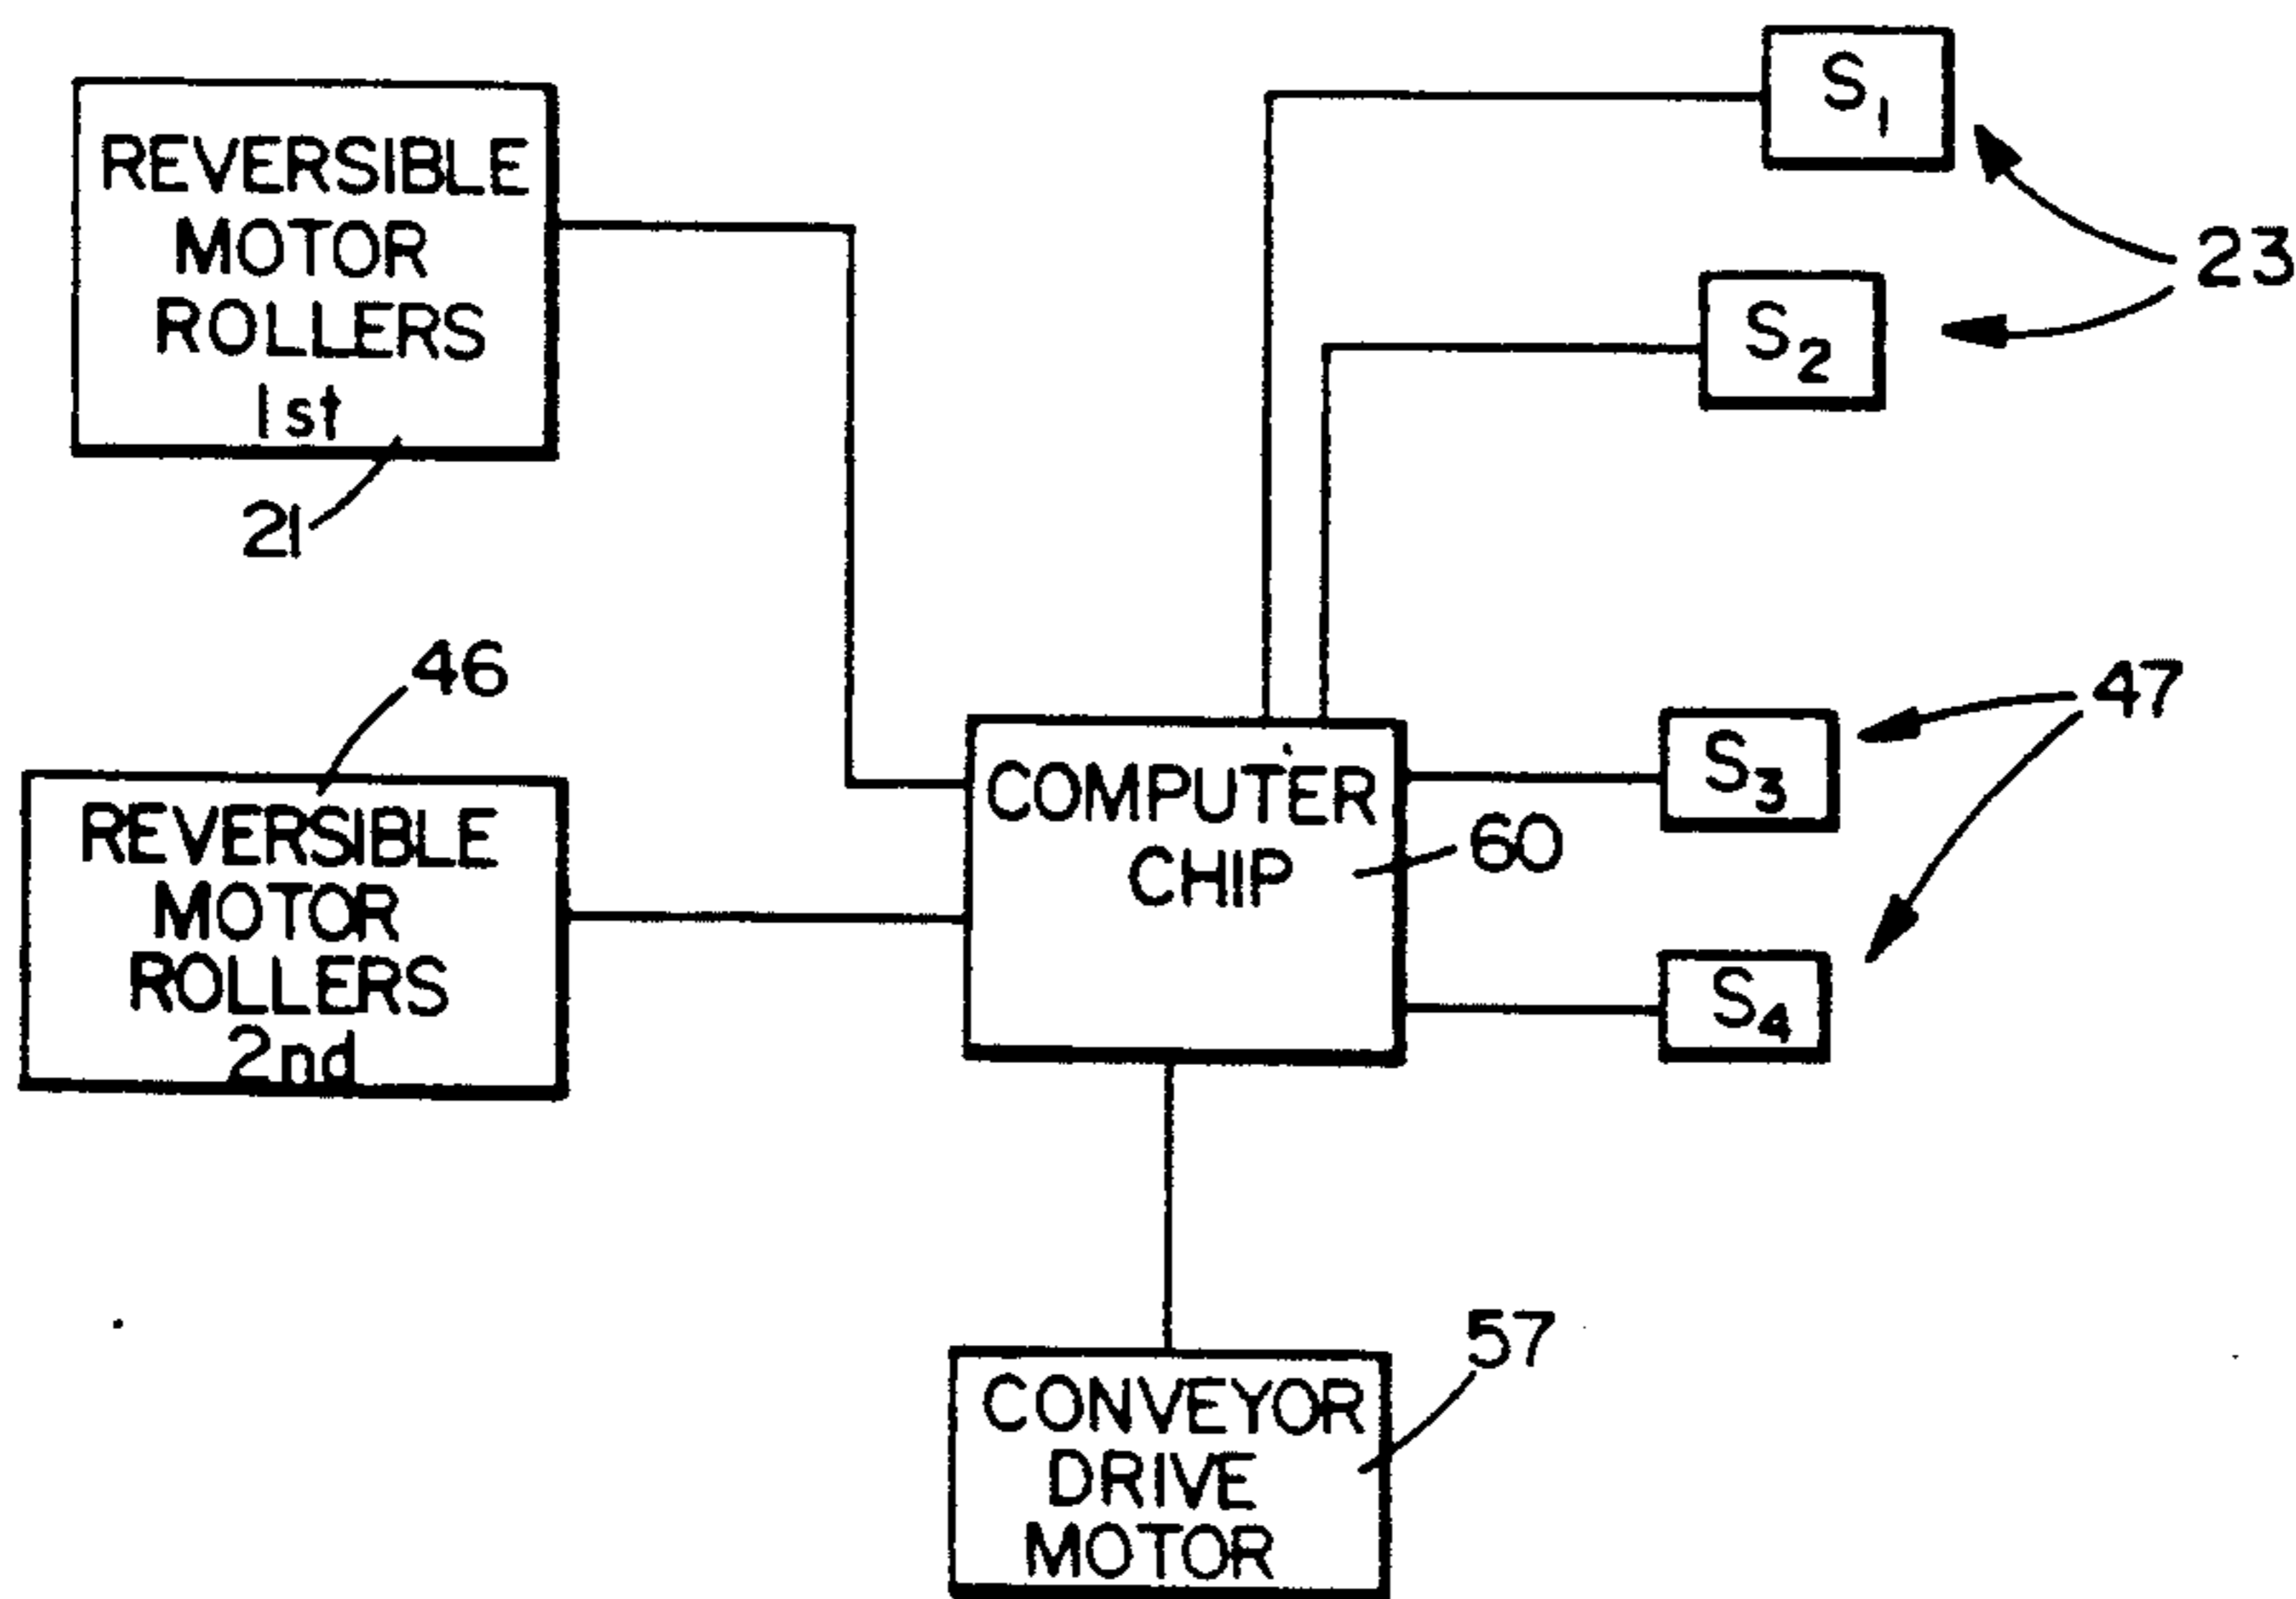 REVERSIBLE
MOTOR
ROLLERS
1st
21
S1
S2
23
46
REVERSIBLE
MOTOR
ROLLERS
2nd
COMPUTER
CHIP
60
S3
S4
47
57
CONVEYOR
DRIVE
MOTOR